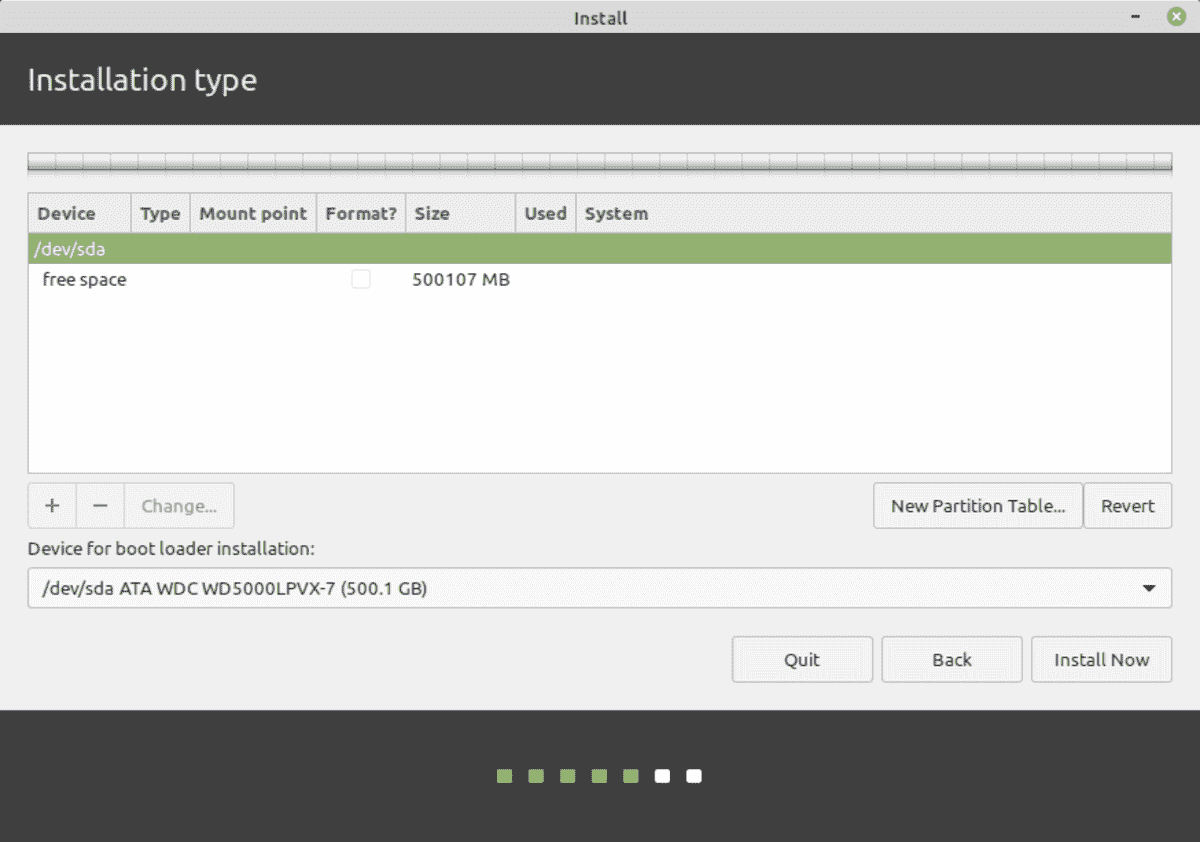 Install
Installation type
Device Type Mount point Format? Size Used System
/dev/sda
free space 500107 MB
+ − Change... New Partition Table... Revert
Device for boot loader installation:
/dev/sda ATA WDC WD5000LPVX-7 (500.1 GB)
Quit Back Install Now